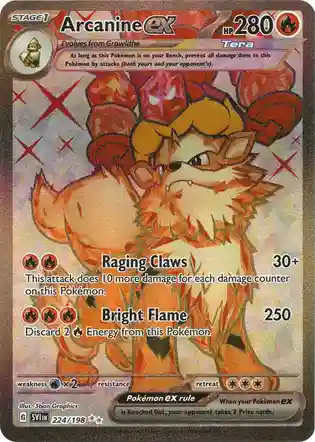 STAGE1 Arcanine ex HP280
Evolves from Growlithe Tera
As long as this Pokémon is on your Bench, prevent all damage done to this
Pokémon by attacks (both yours and your opponent's).
Raging Claws 30+
This attack does 10 more damage for each damage counter
on this Pokémon.
Bright Flame 250
Discard 2 Energy from this Pokémon.
weakness ×2 resistance retreat
Illus. 5ban Graphics
Pokémon ex rule
When your Pokémon ex
is Knocked Out, your opponent takes 2 Prize cards.
G SVI EN 224/198